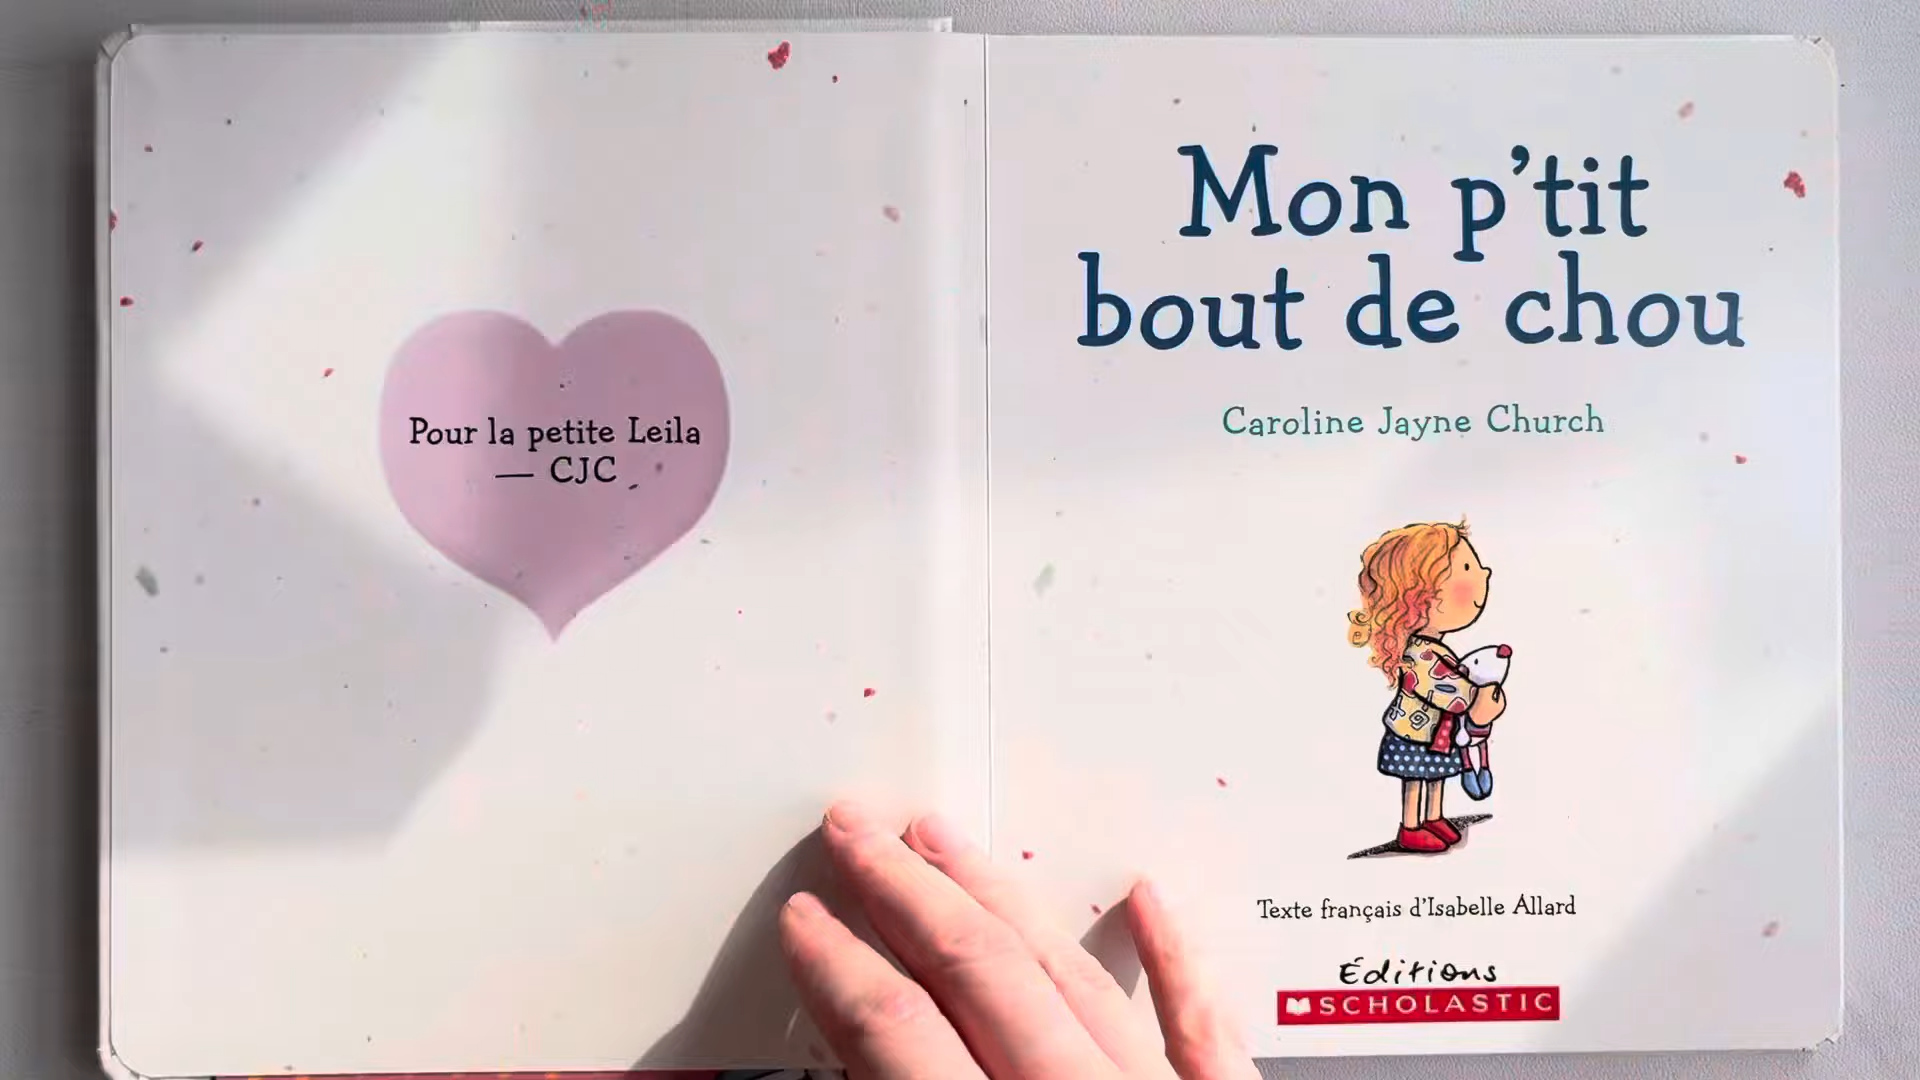 Pour la petite Leila
— CJC
Mon p'tit
bout de chou
Caroline Jayne Church
Texte français d'Isabelle Allard
Éditions
SCHOLASTIC